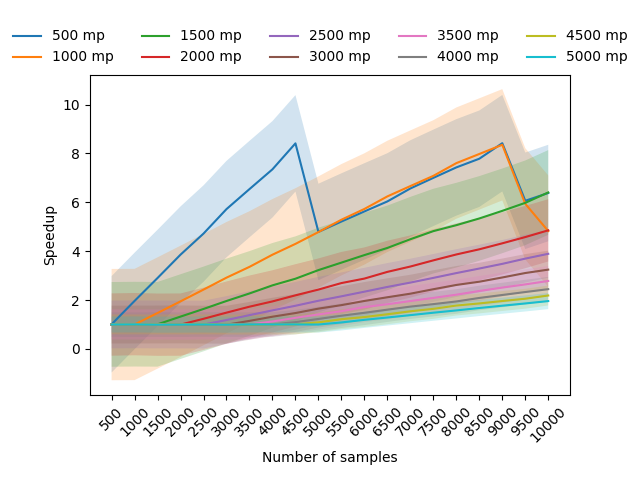 500 mp 1500 mp 2500 mp 3500 mp 4500 mp
1000 mp 2000 mp 3000 mp 4000 mp 5000 mp
10
8
6
4
2
0
Speedup
500 1000 1500 2000 2500 3000 3500 4000 4500 5000 5500 6000 6500 7000 7500 8000 8500 9000 9500 10000
Number of samples